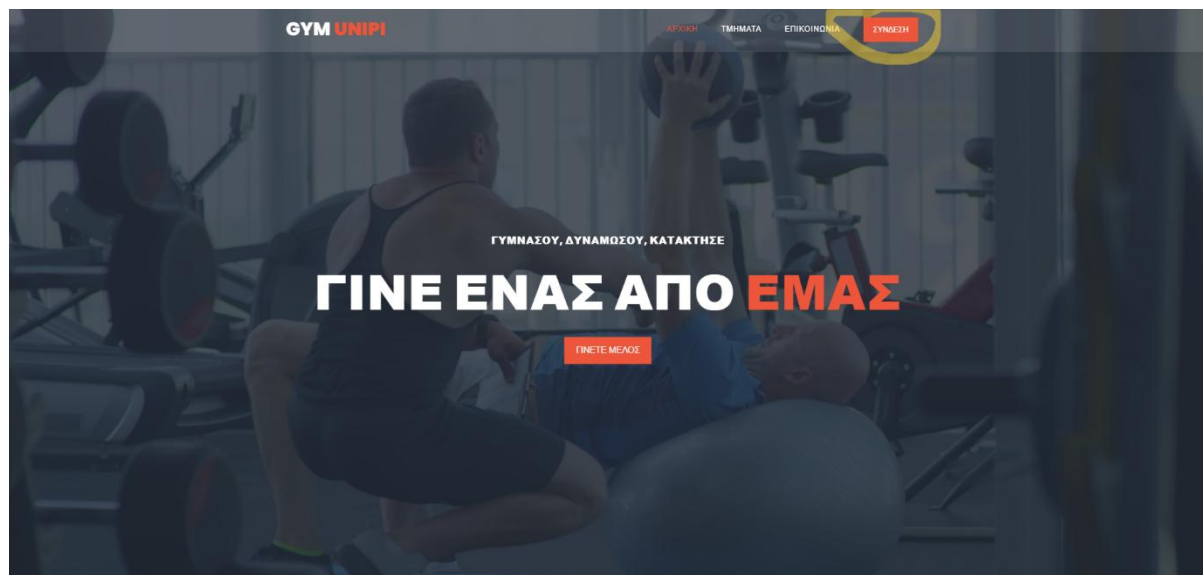 GYM UNIPI
ΑΡΧΙΚΗ ΤΜΗΜΑΤΑ ΕΠΙΚΟΙΝΩΝΙΑ ΣΥΝΔΕΣΗ
ΓΥΜΝΑΣΟΥ, ΔΥΝΑΜΩΣΟΥ, ΚΑΤΑΚΤΗΣΕ
ΓΙΝΕ ΕΝΑΣ ΑΠΟ ΕΜΑΣ
ΓΙΝΕΤΕ ΜΕΛΟΣ